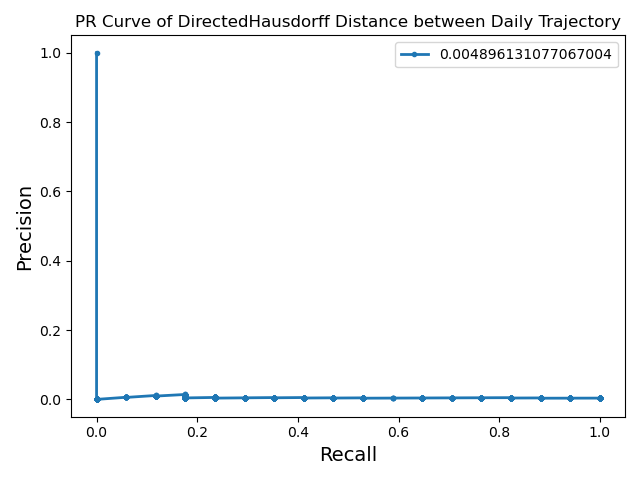 PR Curve of DirectedHausdorff Distance between Daily Trajectory
0.004896131077067004
1.0
0.8
0.6
0.4
0.2
0.0
Precision
0.0 0.2 0.4 0.6 0.8 1.0
Recall